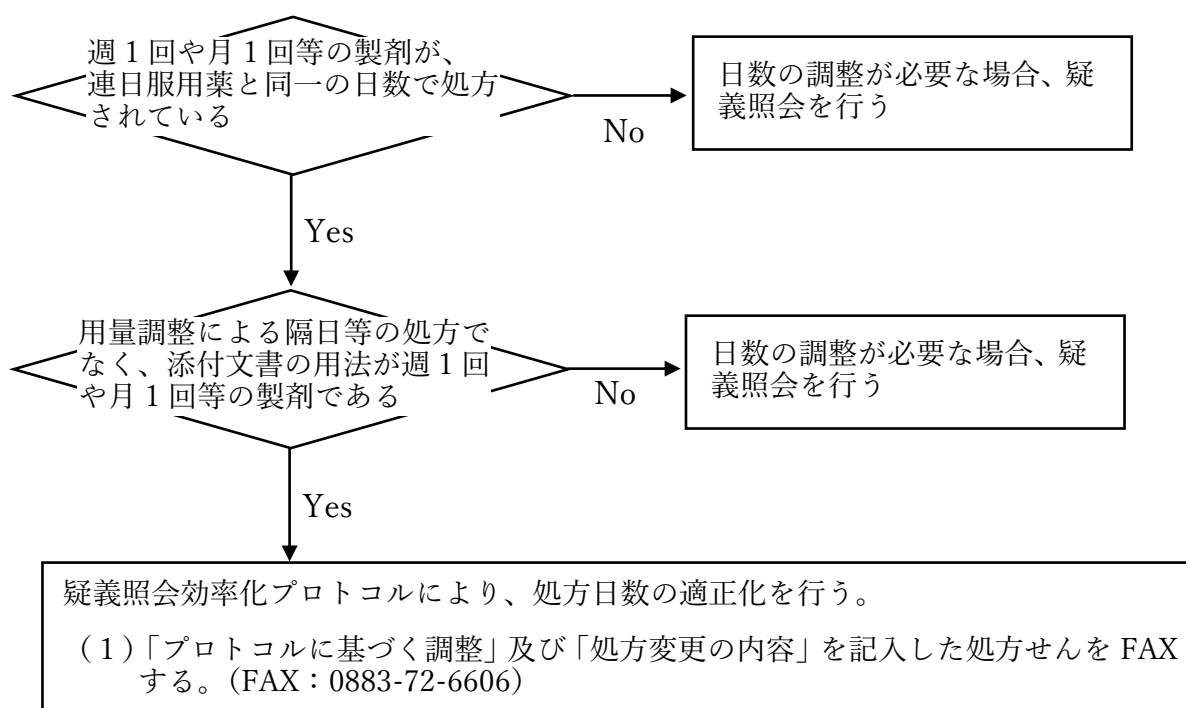 週１回や月１回等の製剤が、
連日服用薬と同一の日数で処方
されている
日数の調整が必要な場合、疑
義照会を行う
No
Yes
用量調整による隔日等の処方で
なく、添付文書の用法が週１回
や月１回等の製剤である
日数の調整が必要な場合、疑
義照会を行う
No
Yes
疑義照会効率化プロトコルにより、処方日数の適正化を行う。
（１）「プロトコルに基づく調整」及び「処方変更の内容」を記入した処方せんを FAX
する。（FAX：0883-72-6606）